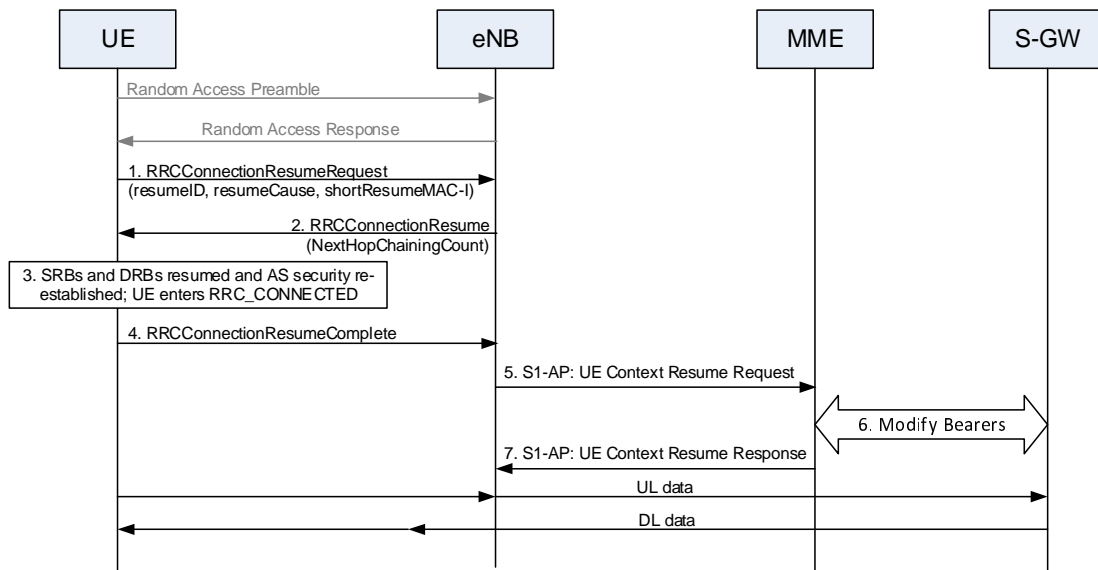 UE
eNB
MME
S-GW
Random Access Preamble
Random Access Response
1. RRCConnectionResumeRequest
(resumeID, resumeCause, shortResumeMAC-I)
2. RRCConnectionResume
(NextHopChainingCount)
3. SRBs and DRBs resumed and AS security re-
established; UE enters RRC_CONNECTED
4. RRCConnectionResumeComplete
5. S1-AP: UE Context Resume Request
6. Modify Bearers
7. S1-AP: UE Context Resume Response
UL data
DL data